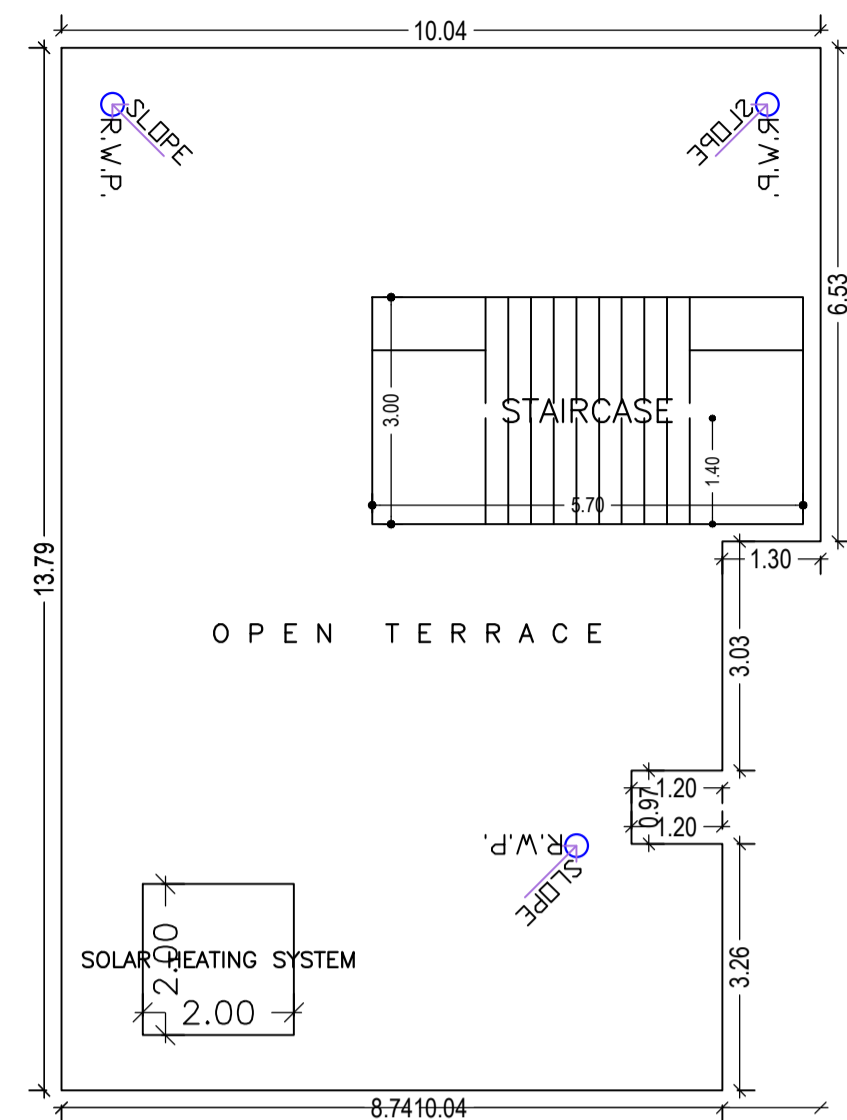 10.04
SLOPE
R.W.P.
SLOPE
R.W.P.
6.53
3.00
STAIRCASE
1.40
5.70
1.30
13.79
OPEN TERRACE
3.03
1.20
0.97
1.20
R.W.P.
SLOPE
3.26
2.00
SOLAR HEATING SYSTEM
2.00
8.74
10.04